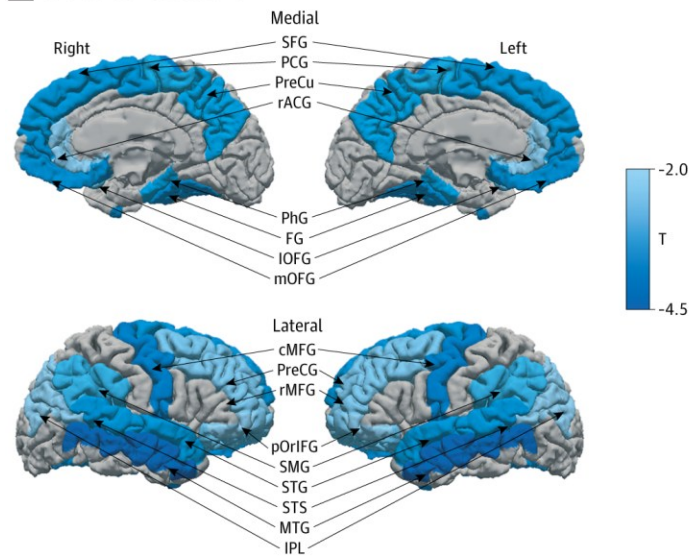 Medial
Right
SFG
Left
PCG
PreCu
rACG
PhG
FG
lOFG
mOFG
-2.0
T
-4.5
Lateral
cMFG
PreCG
rMFG
pOrIFG
SMG
STG
STS
MTG
IPL